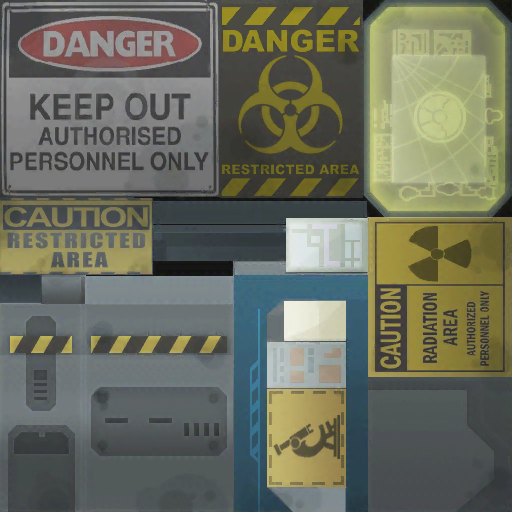 DANGER
KEEP OUT
AUTHORISED
PERSONNEL ONLY
DANGER
RESTRICTED AREA
CAUTION
RESTRICTED
AREA
CAUTION
RADIATION
AREA
AUTHORIZED
PERSONNEL ONLY